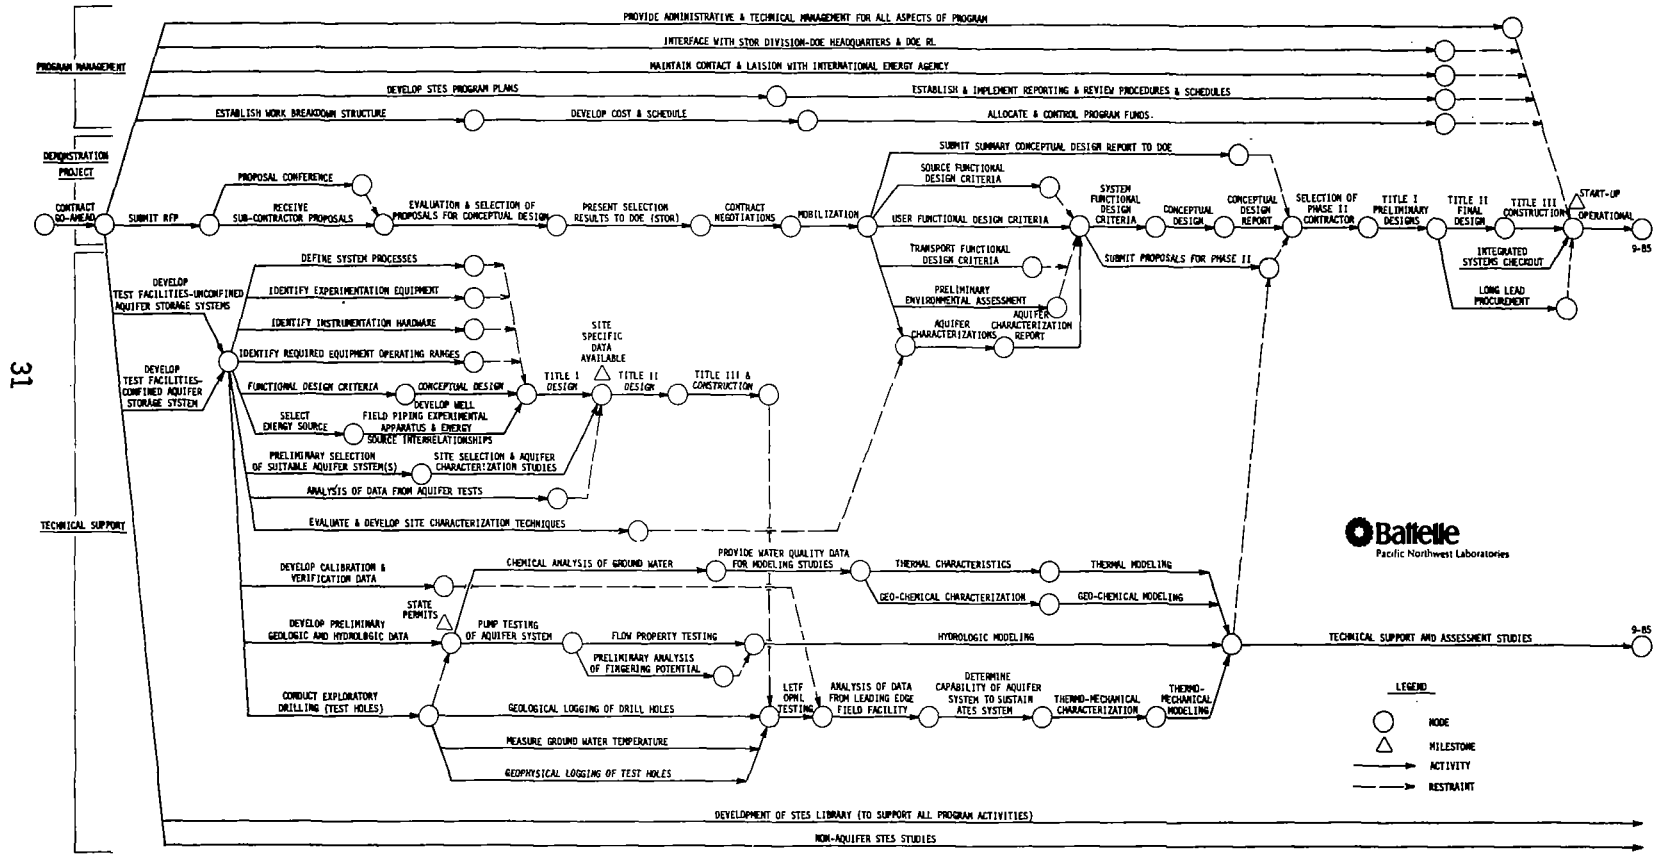 PROVIDE ADMINISTRATIVE & TECHNICAL MANAGEMENT FOR ALL ASPECTS OF PROGRAM
INTERFACE WITH STOR DIVISION-DOE HEADQUARTERS & DOE RL
PROGRAM MANAGEMENT
MAINTAIN CONTACT & LAISION WITH INTERNATIONAL ENERGY AGENCY
DEVELOP STES PROGRAM PLANS
ESTABLISH & IMPLEMENT REPORTING & REVIEW PROCEDURES & SCHEDULES
ESTABLISH WORK BREAKDOWN STRUCTURE
DEVELOP COST & SCHEDULE
ALLOCATE & CONTROL PROGRAM FUNDS.
DEMONSTRATION
PROJECT
CONTRACT
GO-AHEAD
SUBMIT RFP
PROPOSAL CONFERENCE
RECEIVE
SUB-CONTRACTOR PROPOSALS
EVALUATION & SELECTION OF
PROPOSALS FOR CONCEPTUAL DESIGN
PRESENT SELECTION
RESULTS TO DOE (STOR)
CONTRACT
NEGOTIATIONS
MOBILIZATION
SUBMIT SUMMARY CONCEPTUAL DESIGN REPORT TO DOE
SOURCE FUNCTIONAL
DESIGN CRITERIA
USER FUNCTIONAL DESIGN CRITERIA
TRANSPORT FUNCTIONAL
DESIGN CRITERIA
PRELIMINARY
ENVIRONMENTAL ASSESSMENT
AQUIFER
CHARACTERIZATIONS
AQUIFER
CHARACTERIZATION
REPORT
SYSTEM
FUNCTIONAL
DESIGN
CRITERIA
CONCEPTUAL
DESIGN
CONCEPTUAL
DESIGN
REPORT
SUBMIT PROPOSALS FOR PHASE II
SELECTION OF
PHASE II
CONTRACTOR
TITLE I
PRELIMINARY
DESIGNS
TITLE II
FINAL
DESIGN
TITLE III
CONSTRUCTION
INTEGRATED
SYSTEMS CHECKOUT
LONG LEAD
PROCUREMENT
START-UP
OPERATIONAL
9-85
TECHNICAL SUPPORT
DEVELOP
TEST FACILITIES-UNCONFINED
AQUIFER STORAGE SYSTEMS
DEVELOP
TEST FACILITIES-
CONFINED AQUIFER
STORAGE SYSTEM
DEFINE SYSTEM PROCESSES
IDENTIFY EXPERIMENTATION EQUIPMENT
IDENTIFY INSTRUMENTATION HARDWARE
IDENTIFY REQUIRED EQUIPMENT OPERATING RANGES
FUNCTIONAL DESIGN CRITERIA
CONCEPTUAL DESIGN
SELECT
ENERGY SOURCE
DEVELOP WELL
FIELD PIPING EXPERIMENTAL
APPARATUS & ENERGY
SOURCE INTERRELATIONSHIPS
PRELIMINARY SELECTION
OF SUITABLE AQUIFER SYSTEM(S)
SITE SELECTION & AQUIFER
CHARACTERIZATION STUDIES
ANALYSIS OF DATA FROM AQUIFER TESTS
EVALUATE & DEVELOP SITE CHARACTERIZATION TECHNIQUES
TITLE I
DESIGN
SITE
SPECIFIC
DATA
AVAILABLE
TITLE II
DESIGN
TITLE III &
CONSTRUCTION
DEVELOP CALIBRATION &
VERIFICATION DATA
STATE
PERMITS
DEVELOP PRELIMINARY
GEOLOGIC AND HYDROLOGIC DATA
CONDUCT EXPLORATORY
DRILLING (TEST HOLES)
CHEMICAL ANALYSIS OF GROUND WATER
PROVIDE WATER QUALITY DATA
FOR MODELING STUDIES
THERMAL CHARACTERISTICS
THERMAL MODELING
GEO-CHEMICAL CHARACTERIZATION
GEO-CHEMICAL MODELING
PUMP TESTING
OF AQUIFER SYSTEM
FLOW PROPERTY TESTING
PRELIMINARY ANALYSIS
OF FINGERING POTENTIAL
HYDROLOGIC MODELING
GEOLOGICAL LOGGING OF DRILL HOLES
MEASURE GROUND WATER TEMPERATURE
GEOPHYSICAL LOGGING OF TEST HOLES
LETF
OPNL
TESTING
ANALYSIS OF DATA
FROM LEADING EDGE
FIELD FACILITY
DETERMINE
CAPABILITY OF AQUIFER
SYSTEM TO SUSTAIN
ATES SYSTEM
THERMO-MECHANICAL
CHARACTERIZATION
THERMO-
MECHANICAL
MODELING
TECHNICAL SUPPORT AND ASSESSMENT STUDIES
9-85
Battelle
Pacific Northwest Laboratories
LEGEND
NODE
MILESTONE
ACTIVITY
RESTRAINT
DEVELOPMENT OF STES LIBRARY (TO SUPPORT ALL PROGRAM ACTIVITIES)
NON-AQUIFER STES STUDIES
31